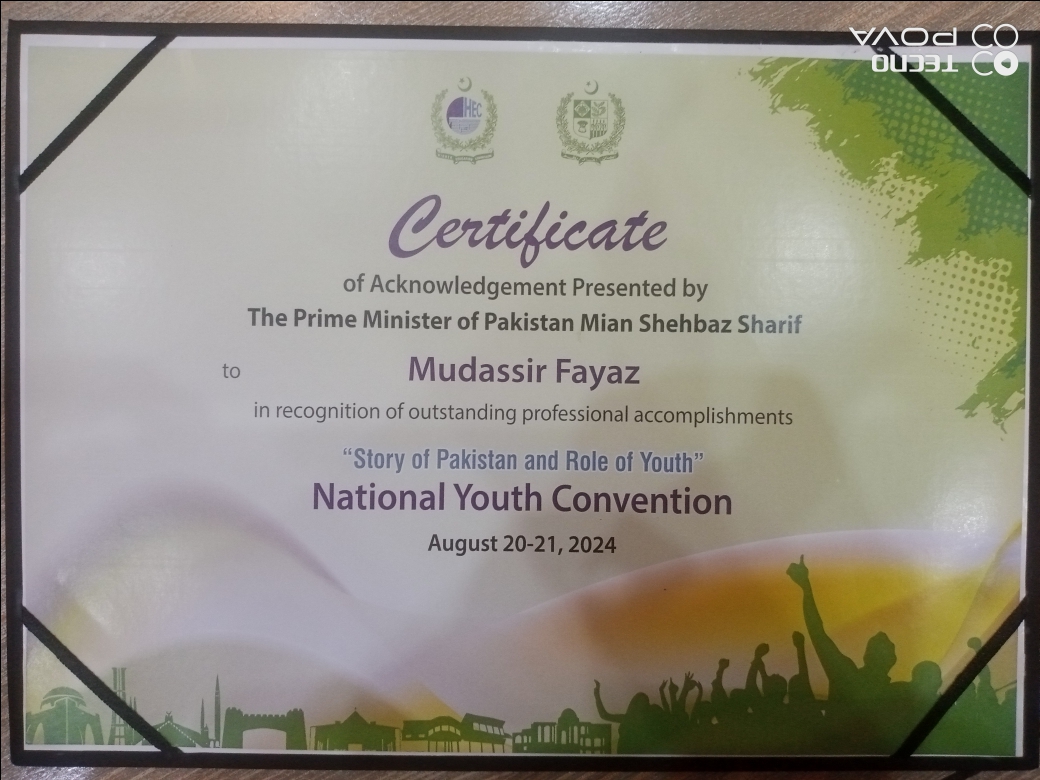 TECNO
POVA
HEC
Certificate
of Acknowledgement Presented by
The Prime Minister of Pakistan Mian Shehbaz Sharif
to Mudassir Fayaz
in recognition of outstanding professional accomplishments
“Story of Pakistan and Role of Youth”
National Youth Convention
August 20-21, 2024